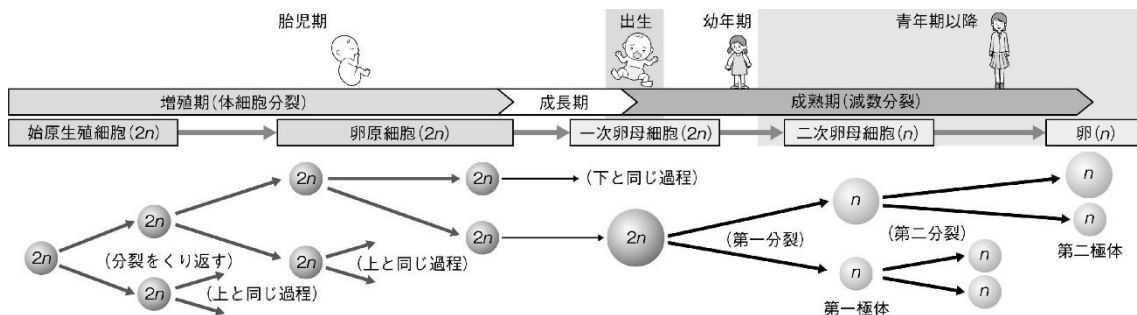 胎児期
出生
幼年期
青年期以降
増殖期(体細胞分裂)
成長期
成熟期(減数分裂)
始原生殖細胞(2n)
卵原細胞(2n)
一次卵母細胞(2n)
二次卵母細胞(n)
卵(n)
2n
2n
2n
2n
2n
2n
2n
2n
(分裂をくり返す)
(上と同じ過程)
(上と同じ過程)
(下と同じ過程)
(第一分裂)
n
n
第一極体
(第二分裂)
n
n
第二極体
n
n